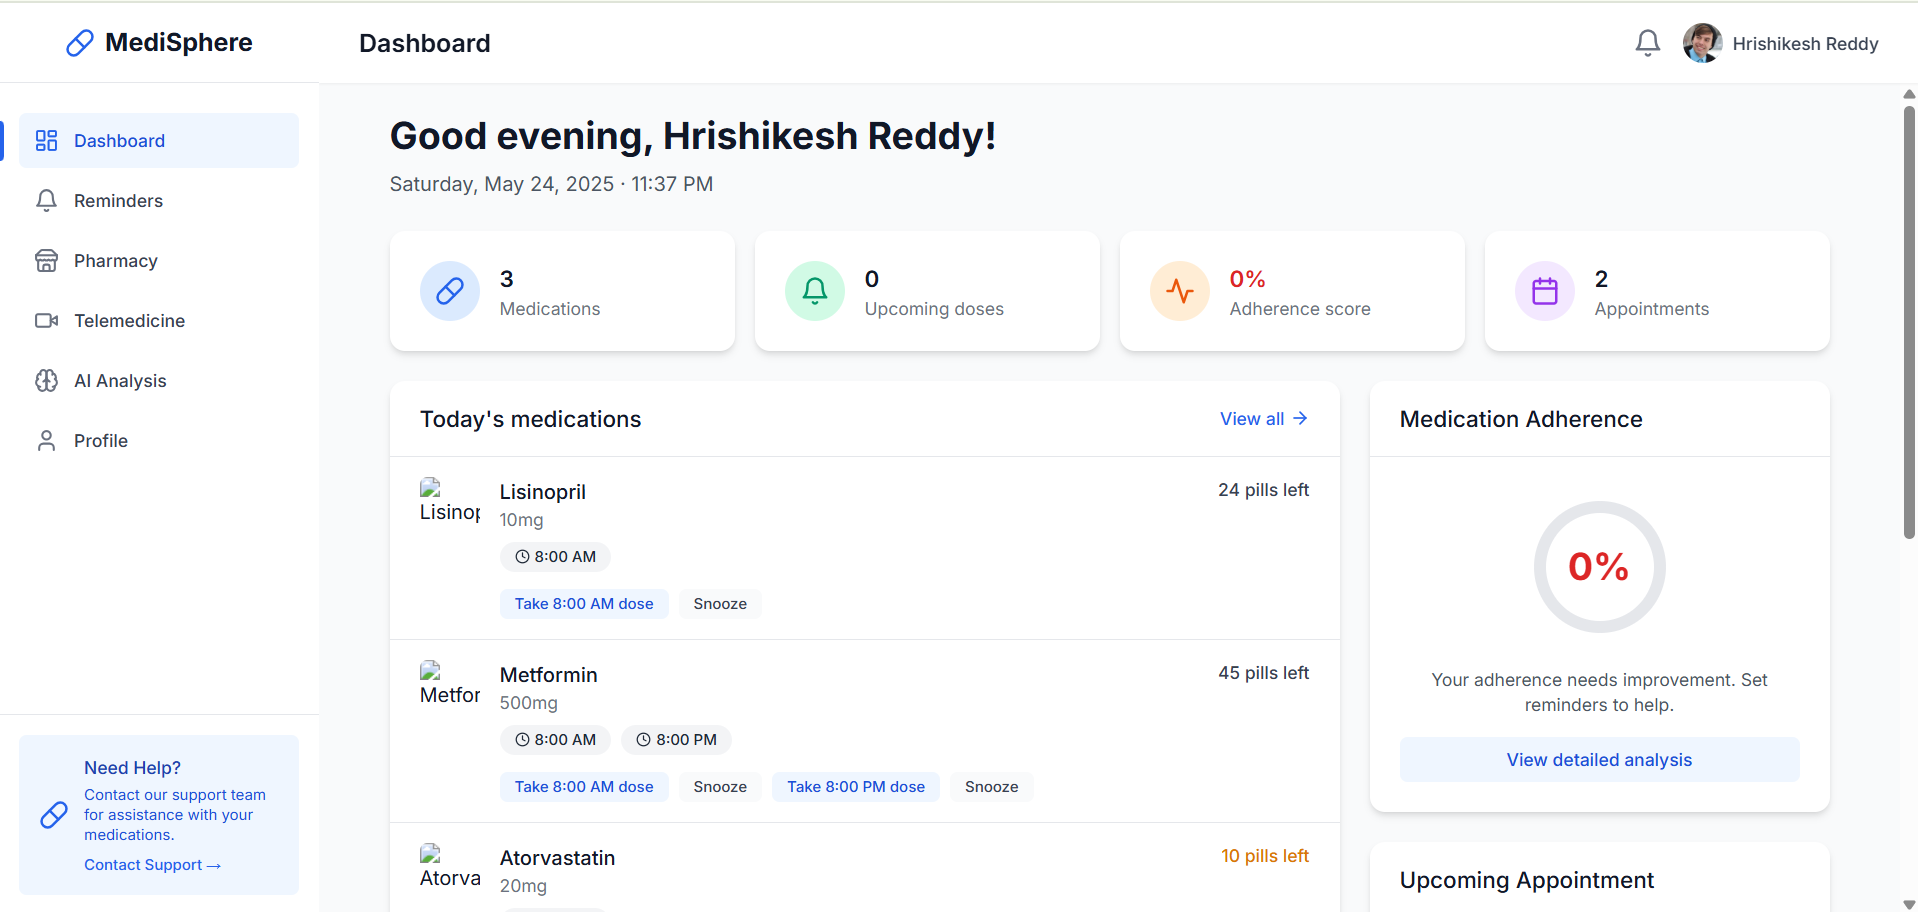 MediSphere
Dashboard
Hrishikesh Reddy
Dashboard
Reminders
Pharmacy
Telemedicine
AI Analysis
Profile
Need Help?
Contact our support team
for assistance with your
medications.
Contact Support →
Good evening, Hrishikesh Reddy!
Saturday, May 24, 2025 · 11:37 PM
3
Medications
0
Upcoming doses
0%
Adherence score
2
Appointments
Today's medications
View all →
Lisinop
Lisinopril
24 pills left
10mg
8:00 AM
Take 8:00 AM dose Snooze
Metfor
Metformin
45 pills left
500mg
8:00 AM 8:00 PM
Take 8:00 AM dose Snooze Take 8:00 PM dose Snooze
Atorva
Atorvastatin
10 pills left
20mg
Medication Adherence
0%
Your adherence needs improvement. Set
reminders to help.
View detailed analysis
Upcoming Appointment